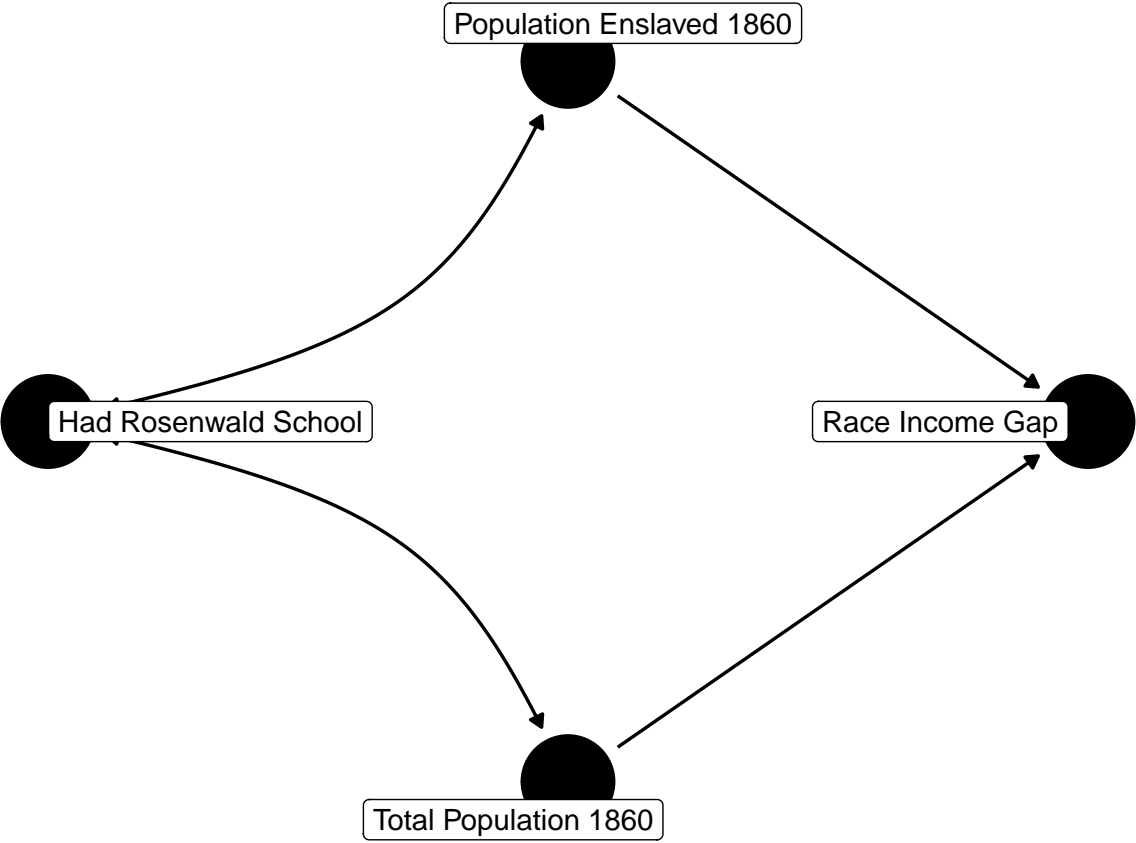 Population Enslaved 1860
Had Rosenwald School
Race Income Gap
Total Population 1860